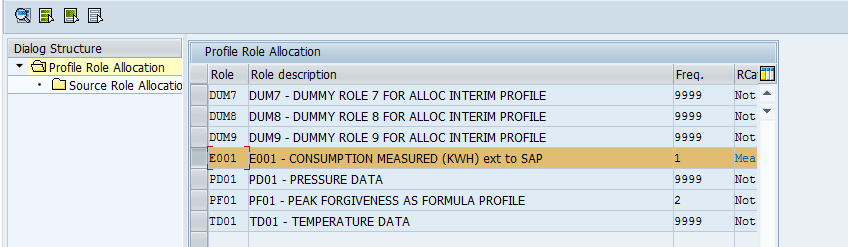 Dialog Structure
Profile Role Allocation
Source Role Allocatio
Profile Role Allocation
Role Role description Freq. RCa
DUM7 DUM7 - DUMMY ROLE 7 FOR ALLOC INTERIM PROFILE 9999 Not
DUM8 DUM8 - DUMMY ROLE 8 FOR ALLOC INTERIM PROFILE 9999 Not
DUM9 DUM9 - DUMMY ROLE 9 FOR ALLOC INTERIM PROFILE 9999 Not
E001 E001 - CONSUMPTION MEASURED (KWH) ext to SAP 1 Mea
PD01 PD01 - PRESSURE DATA 9999 Not
PF01 PF01 - PEAK FORGIVENESS AS FORMULA PROFILE 2 Not
TD01 TD01 - TEMPERATURE DATA 9999 Not